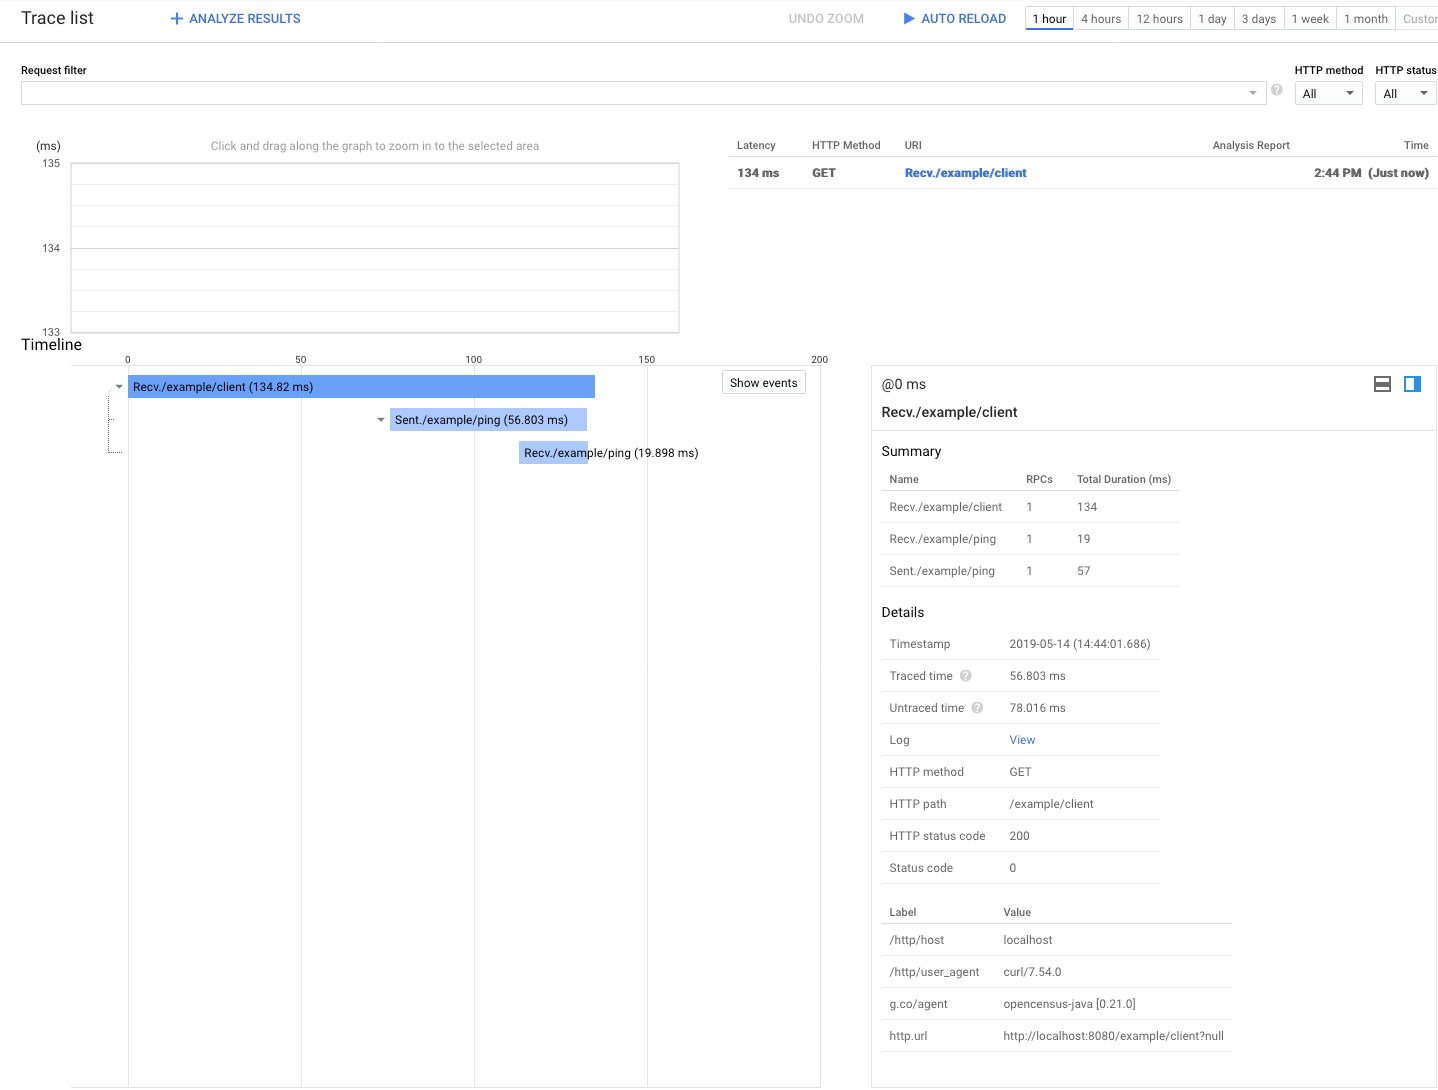 Trace list
ANALYZE RESULTS
UNDO ZOOM
AUTO RELOAD
1 hour
4 hours
12 hours
1 day
3 days
1 week
1 month
Custor
Request filter
HTTP method
HTTP status
All
All
(ms)
Click and drag along the graph to zoom in to the selected area
135
134
133
Latency HTTP Method URI Analysis Report Time
134 ms GET Recv./example/client 2:44 PM (Just now)
Timeline
0 50 100 150 200
Recv./example/client (134.82 ms)
Show events
Sent./example/ping (56.803 ms)
Recv./example/ping (19.898 ms)
@0 ms
Recv./example/client
Summary
Name RPCs Total Duration (ms)
Recv./example/client 1 134
Recv./example/ping 1 19
Sent./example/ping 1 57
Details
Timestamp 2019-05-14 (14:44:01.686)
Traced time ? 56.803 ms
Untraced time ? 78.016 ms
Log View
HTTP method GET
HTTP path /example/client
HTTP status code 200
Status code 0
Label Value
/http/host localhost
/http/user_agent curl/7.54.0
g.co/agent opencensus-java [0.21.0]
http.url http://localhost:8080/example/client?null